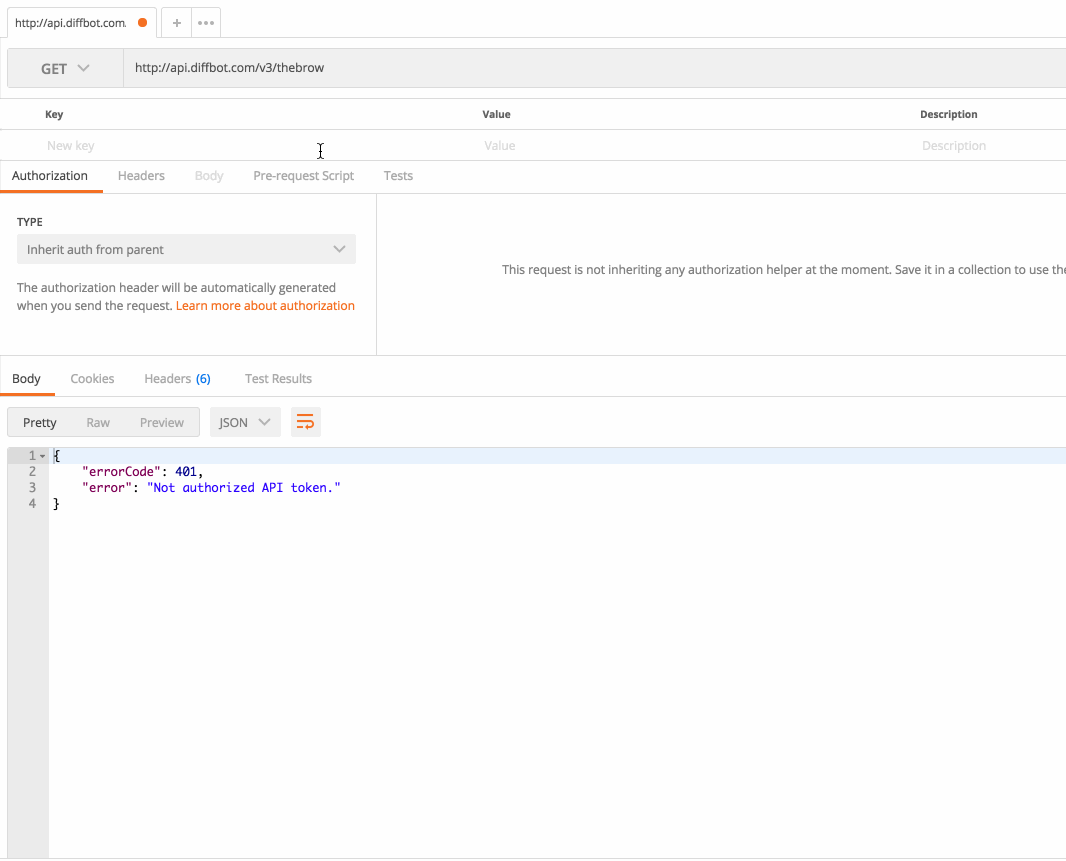 http://api.diffbot.com.
GET
http://api.diffbot.com/v3/thebrow
Key Value Description
New key Value Description
Authorization Headers Body Pre-request Script Tests
TYPE
Inherit auth from parent
The authorization header will be automatically generated
when you send the request. Learn more about authorization
This request is not inheriting any authorization helper at the moment. Save it in a collection to use the
Body Cookies Headers (6) Test Results
Pretty Raw Preview JSON
1 {
2 "errorCode": 401,
3 "error": "Not authorized API token."
4 }